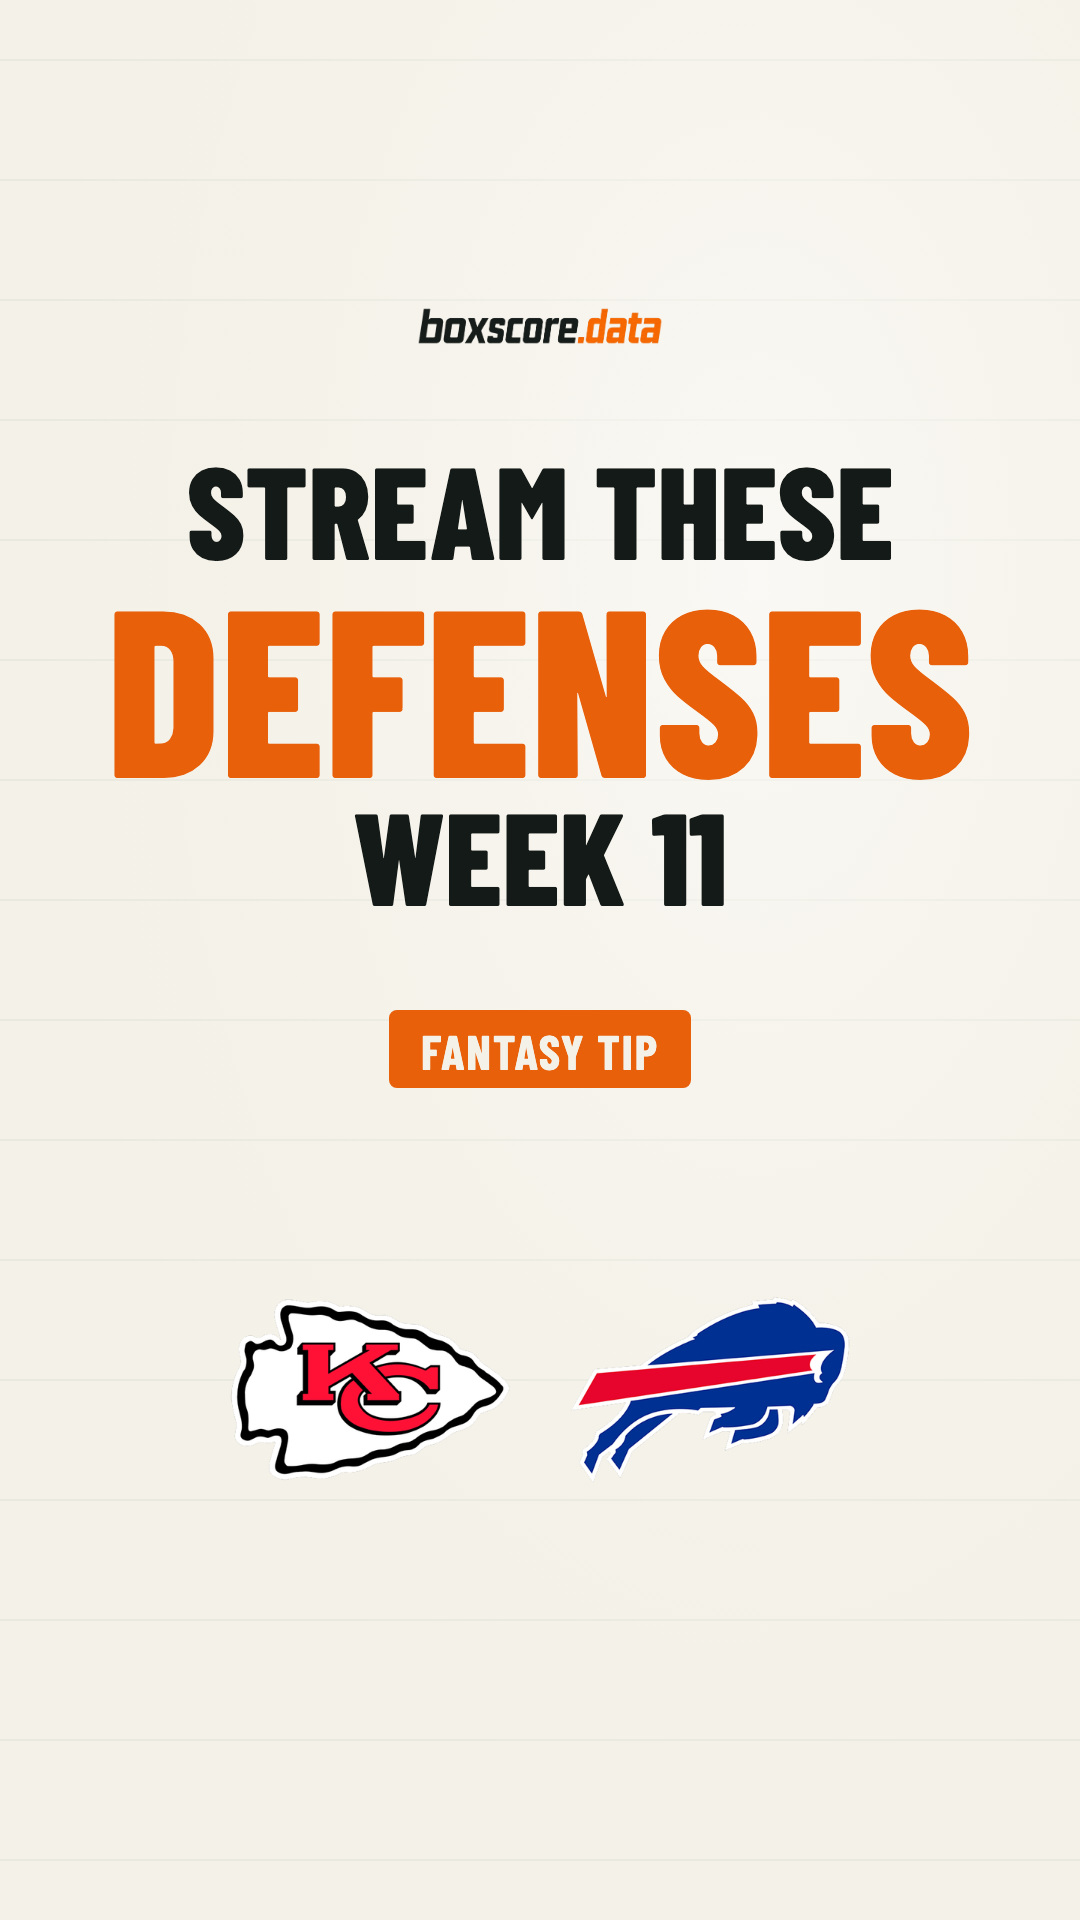 boxscore.data
STREAM THESE
DEFENSES
WEEK 11
FANTASY TIP
KC